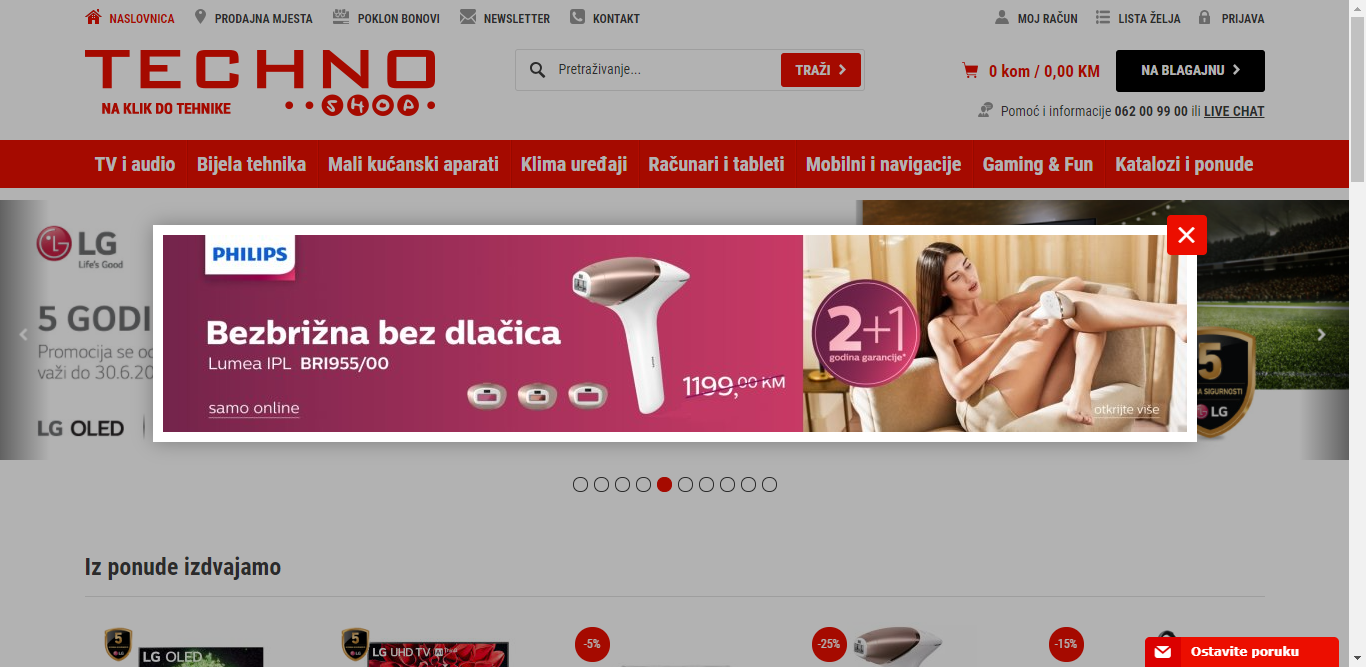 NASLOVNICA
PRODAJNA MJESTA
POKLON BONOVI
NEWSLETTER
KONTAKT
MOJ RAČUN
LISTA ŽELJA
PRIJAVA
TECHNO
SHOP
NA KLIK DO TEHNIKE
Pretraživanje...
TRAŽI
0 kom / 0,00 KM
NA BLAGAJNU
Pomoć i informacije 062 00 99 00 ili LIVE CHAT
TV i audio
Bijela tehnika
Mali kućanski aparati
Klima uređaji
Računari i tableti
Mobilni i navigacije
Gaming & Fun
Katalozi i ponude
LG
Life's Good
5 GODI
Promocija se
važi do 30.6.20
LG OLED
PHILIPS
Bezbrižna bez dlačica
Lumea IPL BRI955/00
samo online
1199,00 KM
2+1
godina garancije*
otkrijte više
5
SIGURNOSTI
LG
Iz ponude izdvajamo
5
LG OLED
5
LG UHD TV
-5%
-25%
-15%
Ostavite poruku